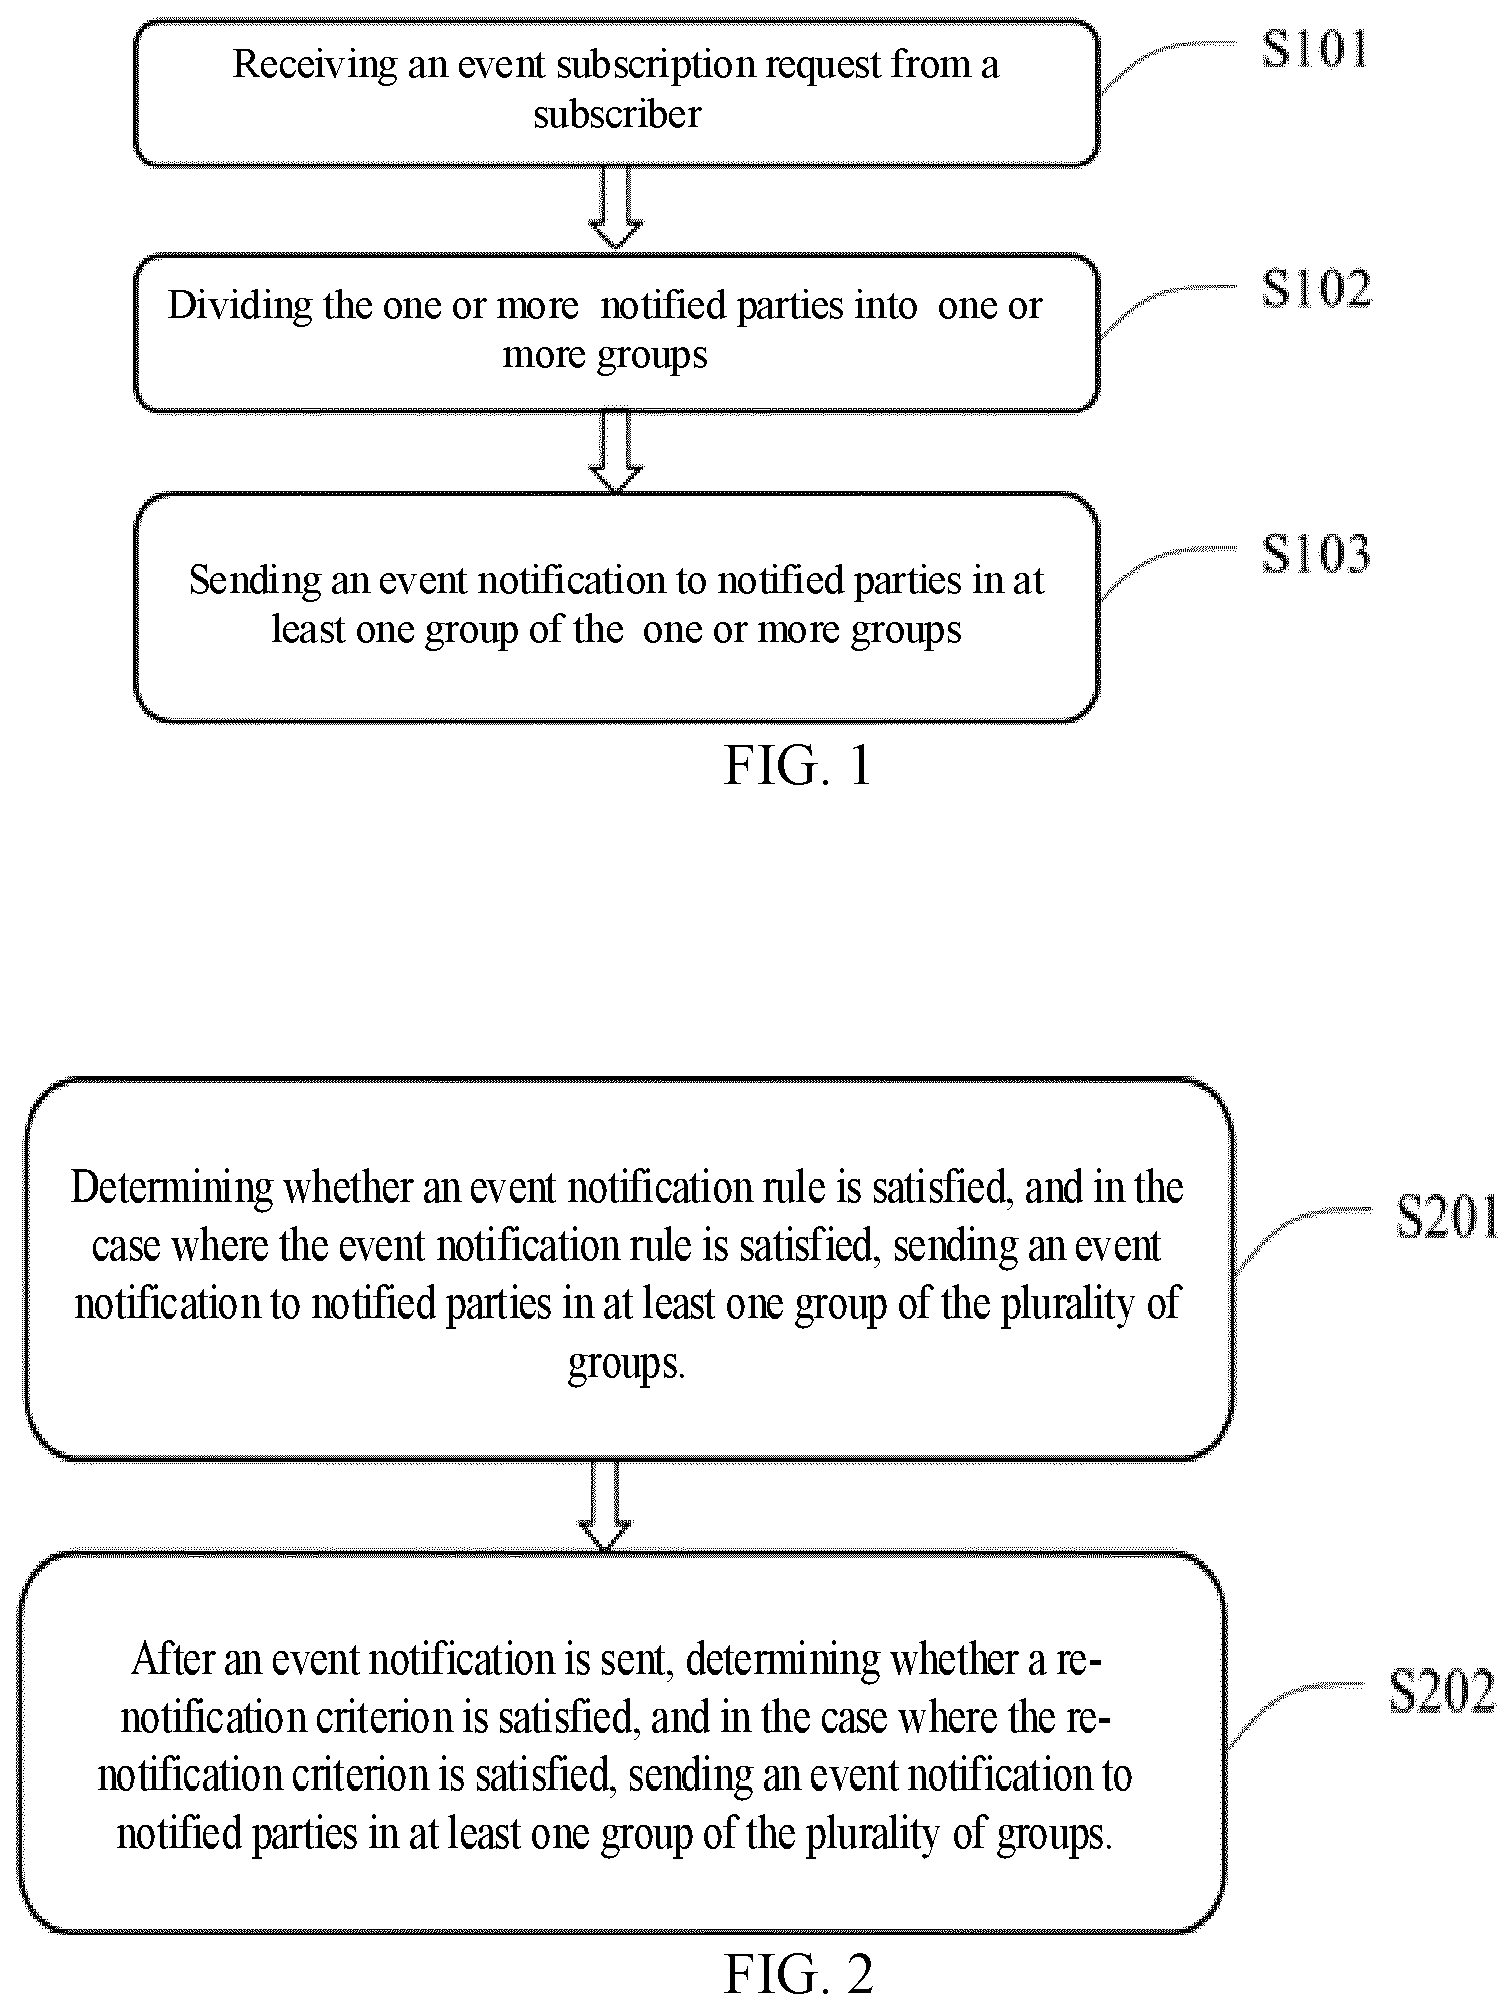 Receiving an event subscription request from a
subscriber
S101
Dividing the one or more notified parties into one or
more groups
S102
Sending an event notification to notified parties in at
least one group of the one or more groups
S103
FIG. 1
Determining whether an event notification rule is satisfied, and in the
case where the event notification rule is satisfied, sending an event
notification to notified parties in at least one group of the plurality of
groups.
S201
After an event notification is sent, determining whether a re-
notification criterion is satisfied, and in the case where the re-
notification criterion is satisfied, sending an event notification to
notified parties in at least one group of the plurality of groups.
S202
FIG. 2